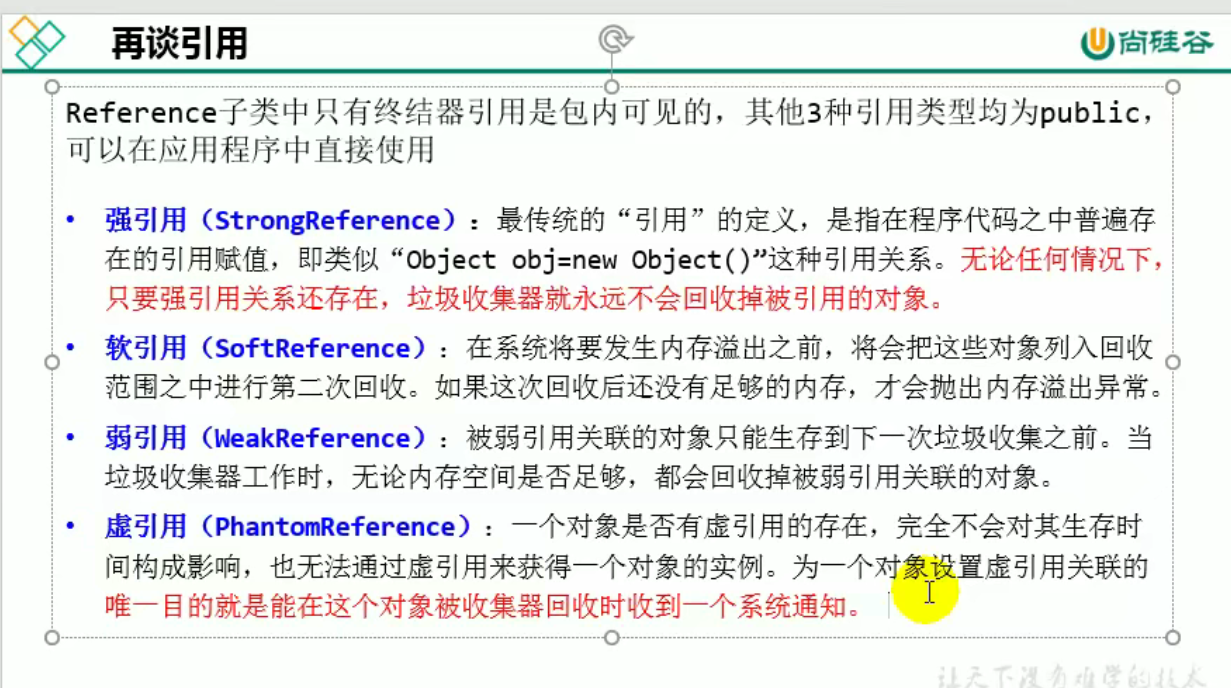 再谈引用
尚硅谷
Reference子类中只有终结器引用是包内可见的，其他3种引用类型均为public，
可以在应用程序中直接使用
• 强引用（StrongReference）：最传统的“引用”的定义，是指在程序代码之中普遍存
在的引用赋值，即类似“Object obj=new Object()”这种引用关系。无论任何情况下，
只要强引用关系还存在，垃圾收集器就永远不会回收掉被引用的对象。
• 软引用（SoftReference）：在系统将要发生内存溢出之前，将会把这些对象列入回收
范围之中进行第二次回收。如果这次回收后还没有足够的内存，才会抛出内存溢出异常。
• 弱引用（WeakReference）：被弱引用关联的对象只能生存到下一次垃圾收集之前。当
垃圾收集器工作时，无论内存空间是否足够，都会回收掉被弱引用关联的对象。
• 虚引用（PhantomReference）：一个对象是否有虚引用的存在，完全不会对其生存时
间构成影响，也无法通过虚引用来获得一个对象的实例。为一个对象设置虚引用关联的
唯一目的就是能在这个对象被收集器回收时收到一个系统通知。
让天下没有难学的技术